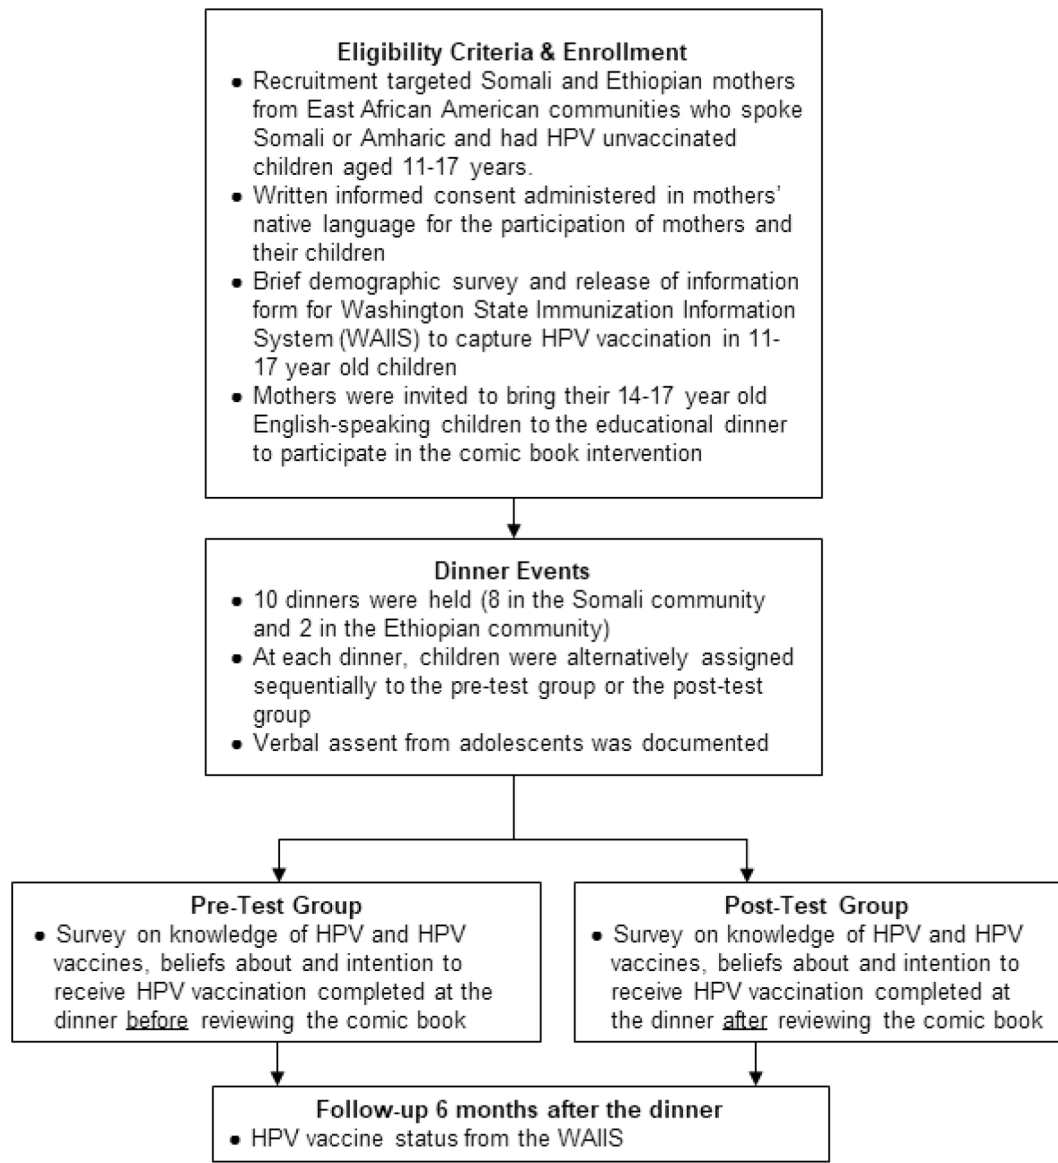 Eligibility Criteria & Enrollment
● Recruitment targeted Somali and Ethiopian mothers
from East African American communities who spoke
Somali or Amharic and had HPV unvaccinated
children aged 11-17 years.
● Written informed consent administered in mothers'
native language for the participation of mothers and
their children
● Brief demographic survey and release of information
form for Washington State Immunization Information
System (WAIIS) to capture HPV vaccination in 11-
17 year old children
● Mothers were invited to bring their 14-17 year old
English-speaking children to the educational dinner
to participate in the comic book intervention
Dinner Events
● 10 dinners were held (8 in the Somali community
and 2 in the Ethiopian community)
● At each dinner, children were alternatively assigned
sequentially to the pre-test group or the post-test
group
● Verbal assent from adolescents was documented
Pre-Test Group
● Survey on knowledge of HPV and HPV
vaccines, beliefs about and intention to
receive HPV vaccination completed at the
dinner before reviewing the comic book
Post-Test Group
● Survey on knowledge of HPV and HPV
vaccines, beliefs about and intention to
receive HPV vaccination completed at
the dinner after reviewing the comic book
Follow-up 6 months after the dinner
● HPV vaccine status from the WAIIS